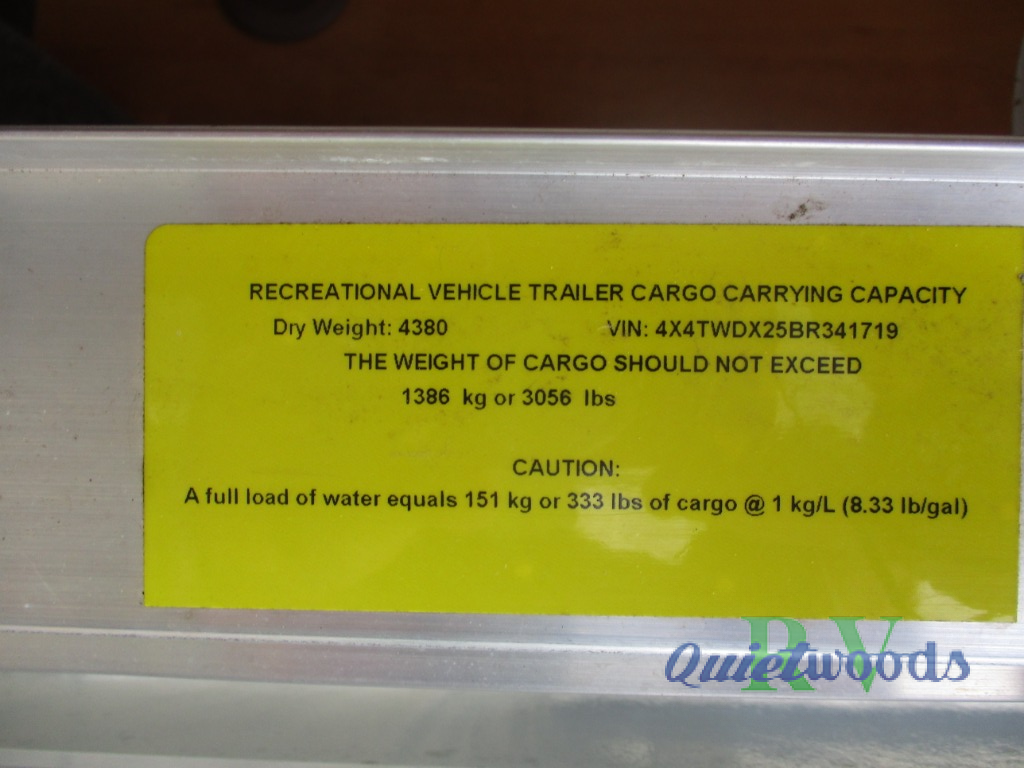 RECREATIONAL VEHICLE TRAILER CARGO CARRYING CAPACITY
Dry Weight: 4380 VIN: 4X4TWDX25BR341719
THE WEIGHT OF CARGO SHOULD NOT EXCEED
1386 kg or 3056 lbs
CAUTION:
A full load of water equals 151 kg or 333 lbs of cargo @ 1 kg/L (8.33 lb/gal)
RV
Quietwoods